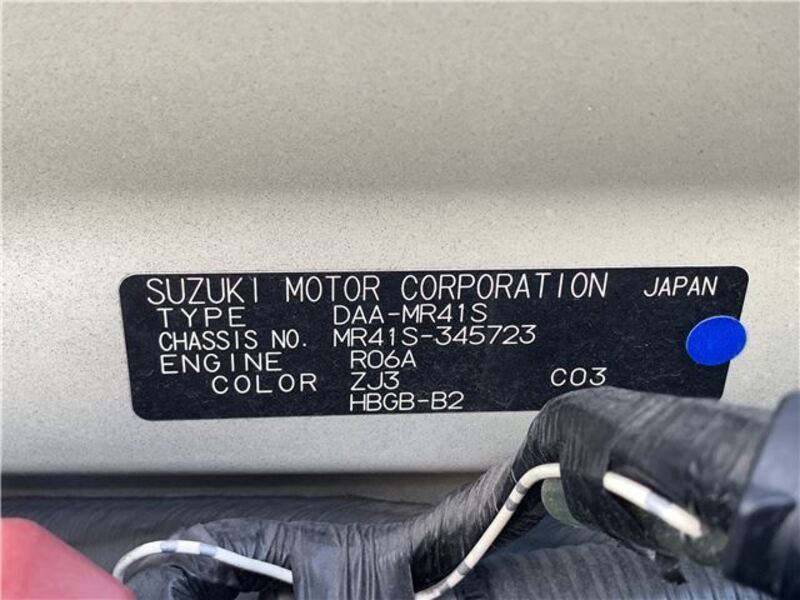 SUZUKI MOTOR CORPORATION JAPAN
TYPE DAA-MR41S
CHASSIS NO. MR41S-345723
ENGINE R06A
COLOR ZJ3 C03
HBGB-B2